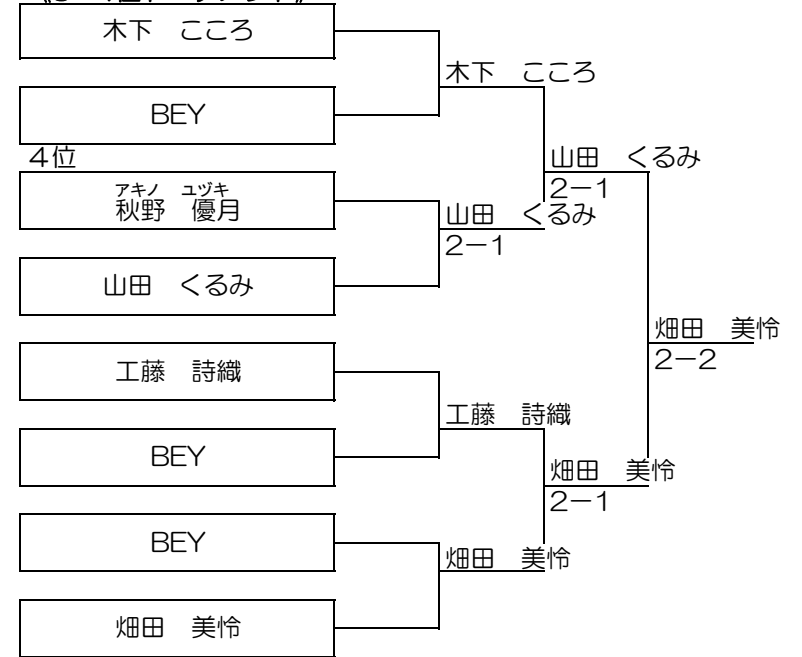 木下　こころ
木下　こころ
BEY
4位
山田　くるみ
2－1
アキノ　ユヅキ
秋野　優月
山田　くるみ
2－1
山田　くるみ
畑田　美怜
2－2
工藤　詩織
工藤　詩織
BEY
畑田　美怜
2－1
BEY
畑田　美怜
畑田　美怜